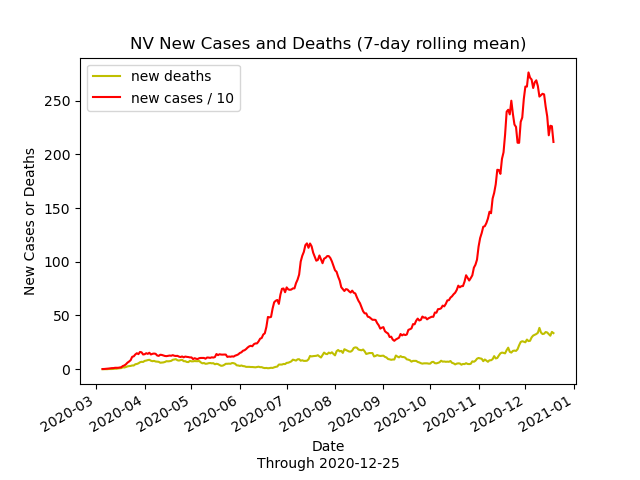 NV New Cases and Deaths (7-day rolling mean)
new deaths
new cases / 10
New Cases or Deaths
250
200
150
100
50
0
2020-03
2020-04
2020-05
2020-06
2020-07
2020-08
2020-09
2020-10
2020-11
2020-12
2021-01
Date
Through 2020-12-25